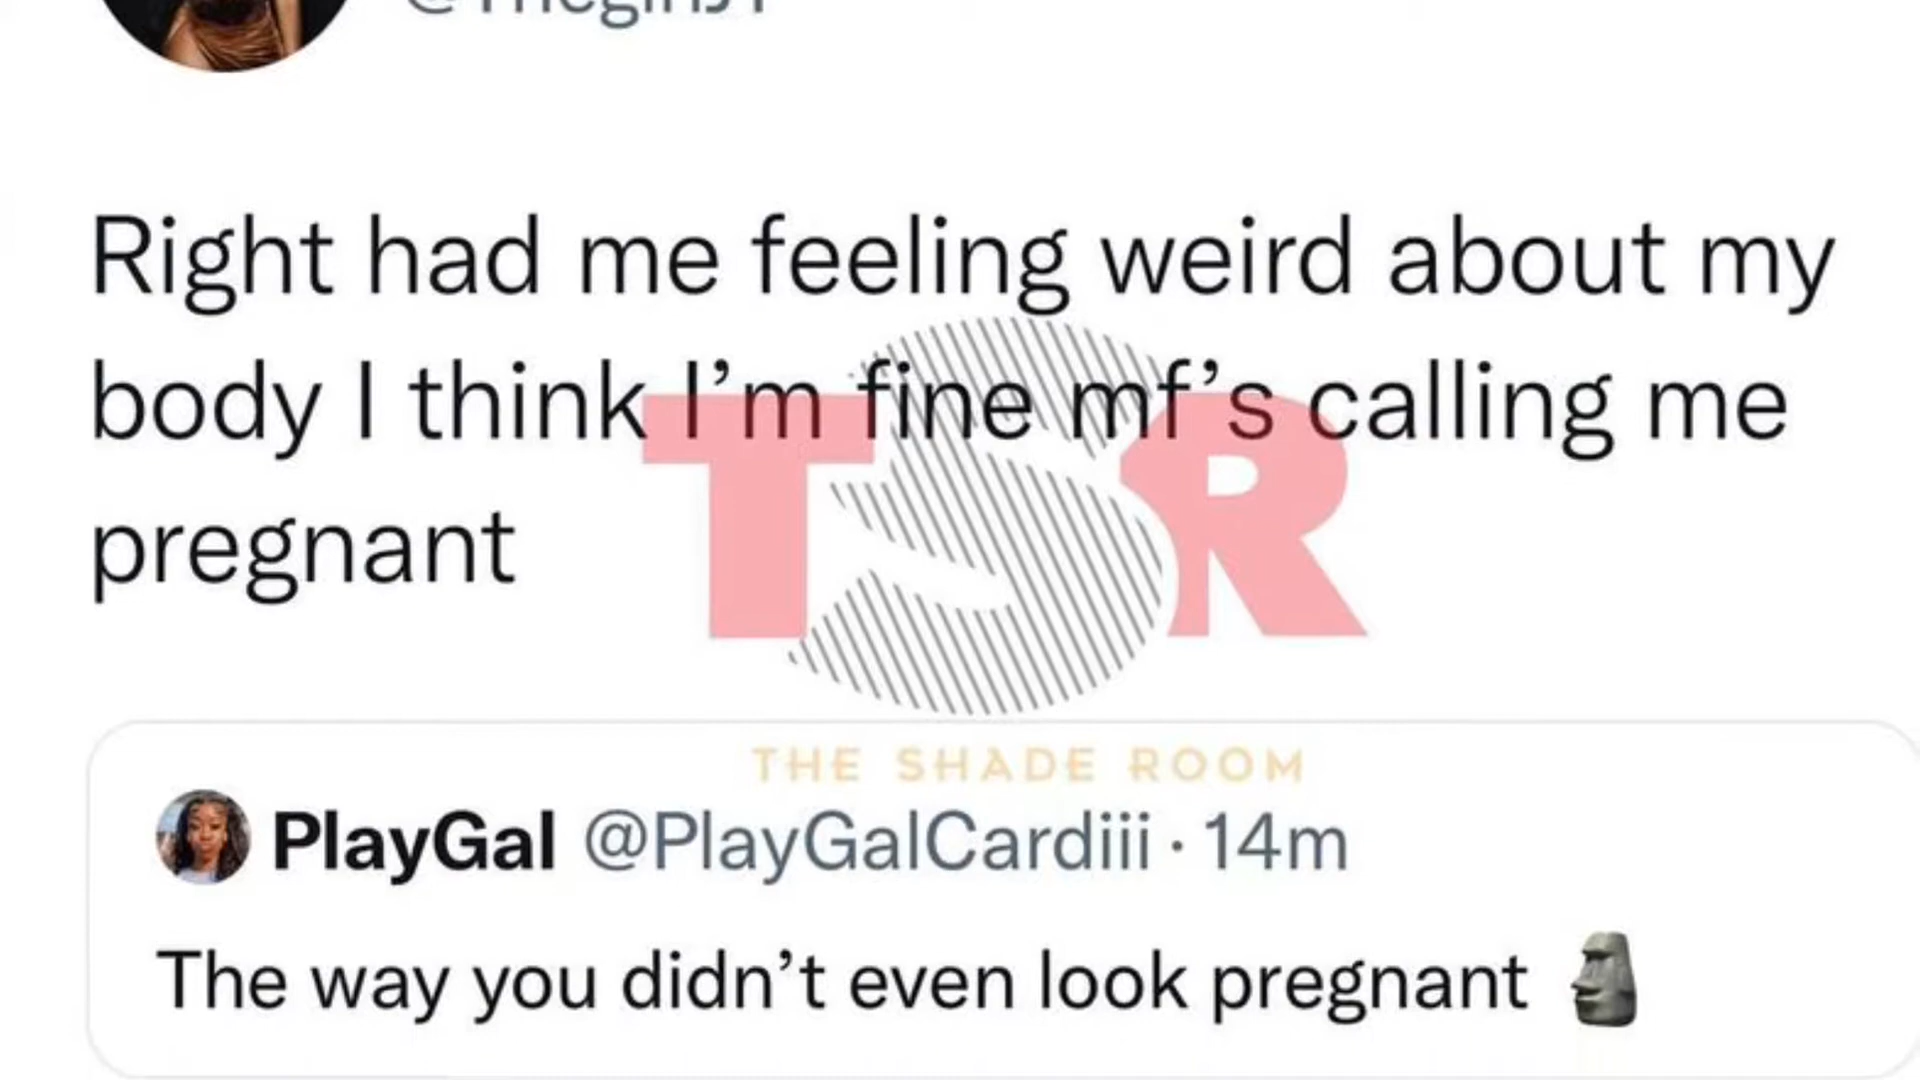 Right had me feeling weird about my
body I think I’m fine mf’s calling me
pregnant
TSR
THE SHADE ROOM
PlayGal @PlayGalCardiii · 14m
The way you didn’t even look pregnant 🗿